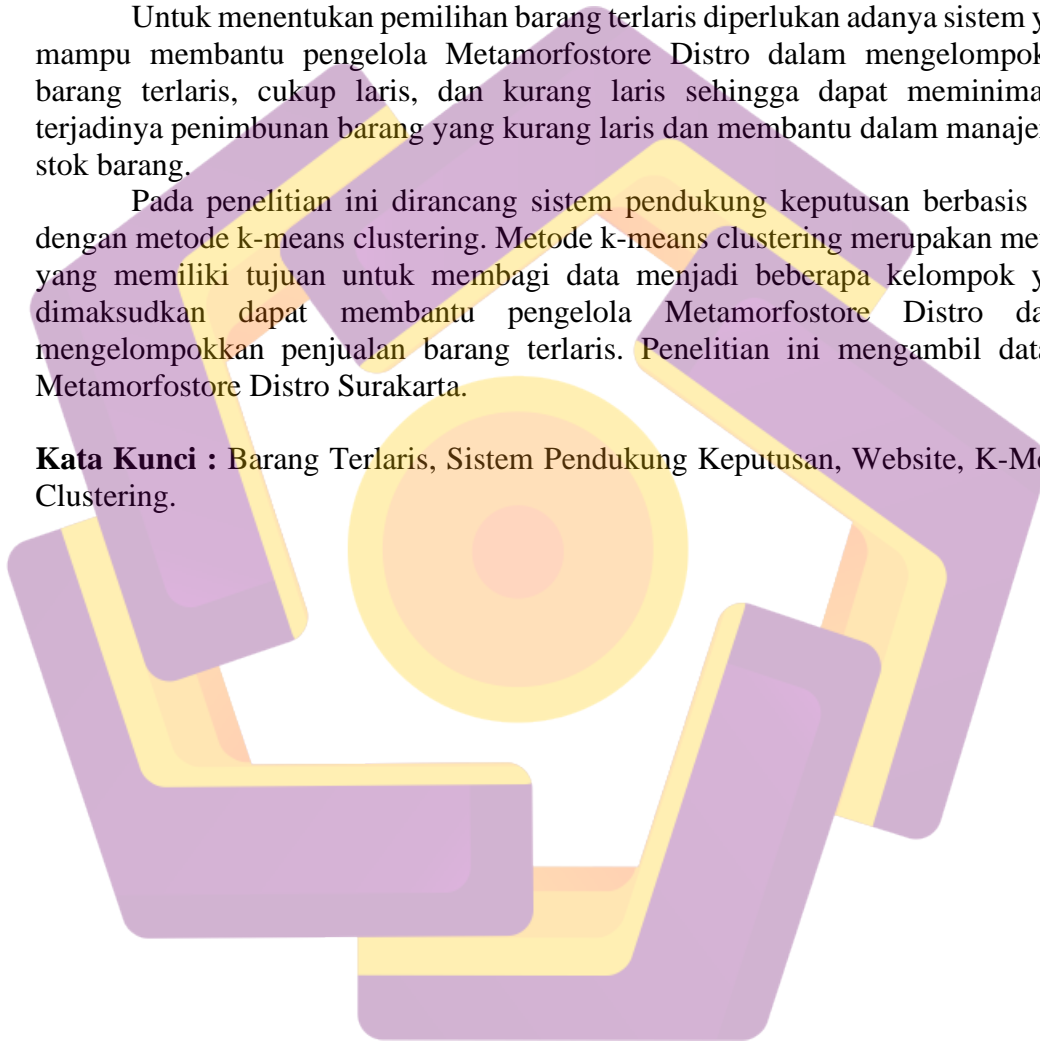 Untuk menentukan pemilihan barang terlaris diperlukan adanya sistem y
mampu membantu pengelola Metamorfostore Distro dalam mengelompok
barang terlaris, cukup laris, dan kurang laris sehingga dapat meminima
terjadinya penimbunan barang yang kurang laris dan membantu dalam manajer
stok barang.
Pada penelitian ini dirancang sistem pendukung keputusan berbasis
dengan metode k-means clustering. Metode k-means clustering merupakan me
yang memiliki tujuan untuk membagi data menjadi beberapa kelompok y
dimaksudkan dapat membantu pengelola Metamorfostore Distro da
mengelompokkan penjualan barang terlaris. Penelitian ini mengambil data
Metamorfostore Distro Surakarta.
Kata Kunci : Barang Terlaris, Sistem Pendukung Keputusan, Website, K-Me
Clustering.